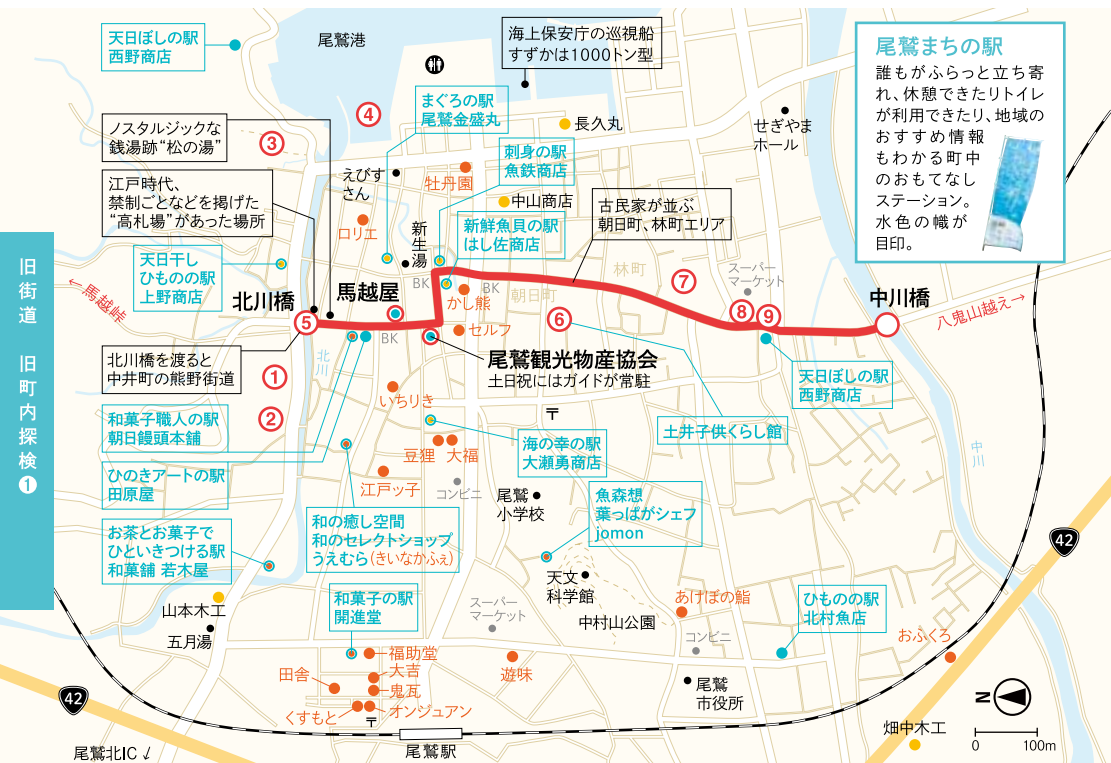 旧街道 旧町内探検❶
天日ぼしの駅
西野商店
尾鷲港
海上保安庁の巡視船
すずかは1000トン型
尾鷲まちの駅
誰もがふらっと立ち寄
れ、休憩できたりトイレ
が利用できたり、地域の
おすすめ情報
もわかる町中
のおもてなし
ステーション。
水色の幟が
目印。
ノスタルジックな
銭湯跡“松の湯”
③
④
まぐろの駅
尾鷲金盛丸
長久丸
せぎやま
ホール
江戸時代、
禁制ごとなどを掲げた
“高札場”があった場所
えびす
さん
牡丹園
刺身の駅
魚鉄商店
中山商店
古民家が並ぶ
朝日町、林町エリア
ロリエ
新生湯
新鮮魚貝の駅
はし佐商店
天日干し
ひものの駅
上野商店
←馬越峠
北川橋
馬越屋
BK
BK
かし熊
朝日町
林町
⑦
スーパー
マーケット
⑧
⑨
中川橋
八鬼山越え→
⑤
BK
セルフ
⑥
北川
尾鷲観光物産協会
土日祝にはガイドが常駐
北川橋を渡ると
中井町の熊野街道
①
②
いちりき
〒
天日ぼしの駅
西野商店
和菓子職人の駅
朝日饅頭本舗
海の幸の駅
大瀬勇商店
土井子供くらし館
中川
豆狸
大福
ひのきアートの駅
田原屋
江戸ッ子
コンビニ
尾鷲
小学校
魚森想
葉っぱがシェフ
jomon
お茶とお菓子で
ひといきつける駅
和菓舗 若木屋
和の癒し空間
和のセレクトショップ
うえむら(きいなかふぇ)
42
天文
科学館
山本木工
五月湯
和菓子の駅
開進堂
スーパー
マーケット
中村山公園
あけぼの鮨
コンビニ
ひものの駅
北村魚店
おふくろ
福助堂
大吉
鬼瓦
田舎
くすもと
オンジュアン
〒
遊味
尾鷲
市役所
42
尾鷲北IC↓
尾鷲駅
畑中木工
N
0 100m